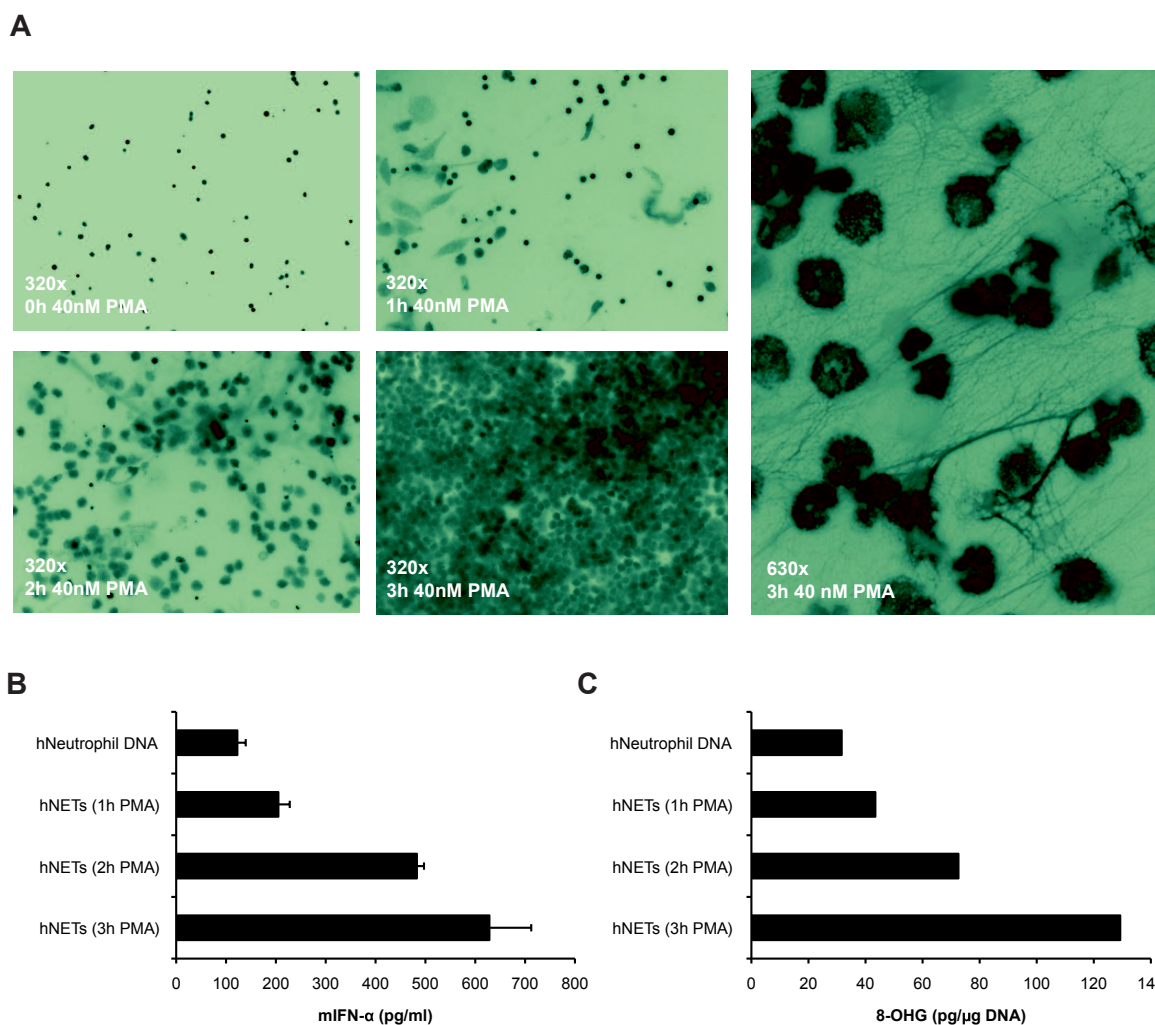 A
320x
0h 40nM PMA
320x
1h 40nM PMA
320x
2h 40nM PMA
320x
3h 40nM PMA
630x
3h 40 nM PMA
B
hNeutrophil DNA
hNETs (1h PMA)
hNETs (2h PMA)
hNETs (3h PMA)
0 100 200 300 400 500 600 700 800
mIFN-α (pg/ml)
C
hNeutrophil DNA
hNETs (1h PMA)
hNETs (2h PMA)
hNETs (3h PMA)
0 20 40 60 80 100 120 14
8-OHG (pg/µg DNA)